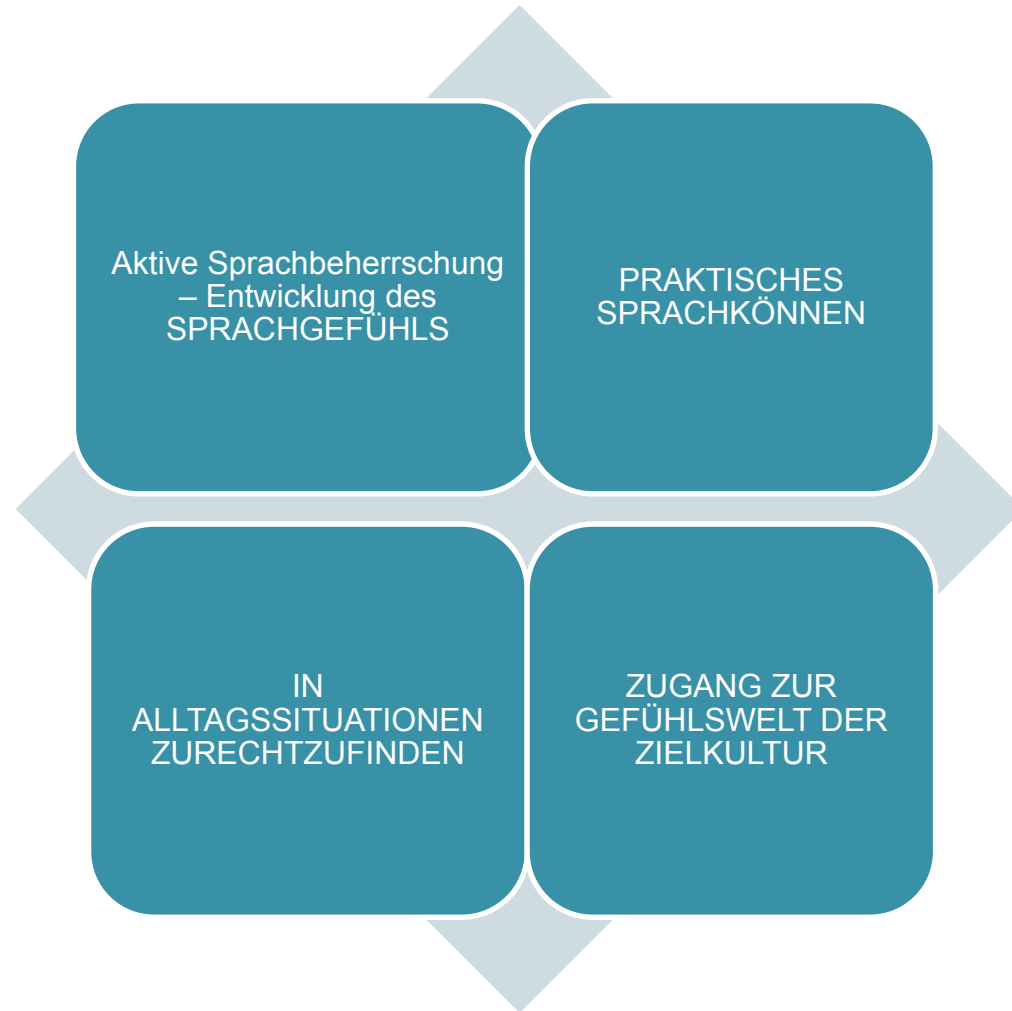 Aktive Sprachbeherrschung
– Entwicklung des
SPRACHGEFÜHLS
PRAKTISCHES
SPRACHKÖNNEN
IN
ALLTAGSSITUATIONEN
ZURECHTZUFINDEN
ZUGANG ZUR
GEFÜHLSWELT DER
ZIELKULTUR